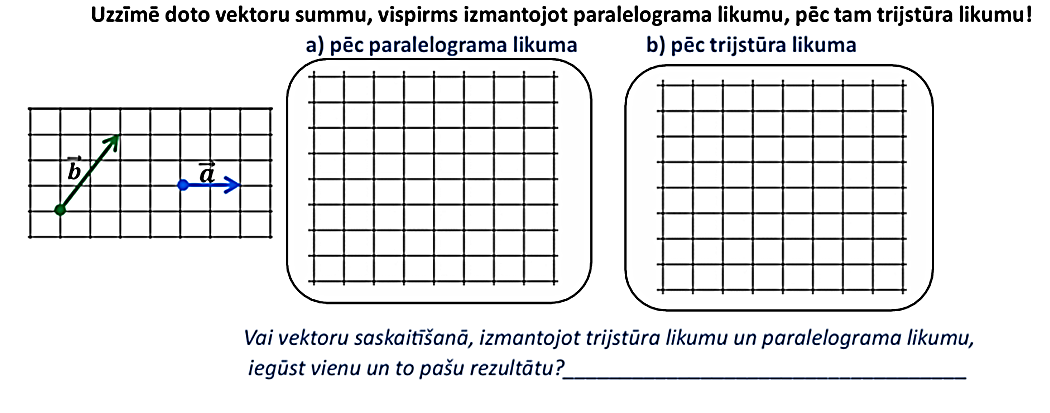 Uzzīmē doto vektoru summu, vispirms izmantojot paralelograma likumu, pēc tam trijstūra likumu!
a) pēc paralelograma likuma
b) pēc trijstūra likuma
b⃗
a⃗
Vai vektoru saskaitīšanā, izmantojot trijstūra likumu un paralelograma likumu,
iegūst vienu un to pašu rezultātu?______________________________________